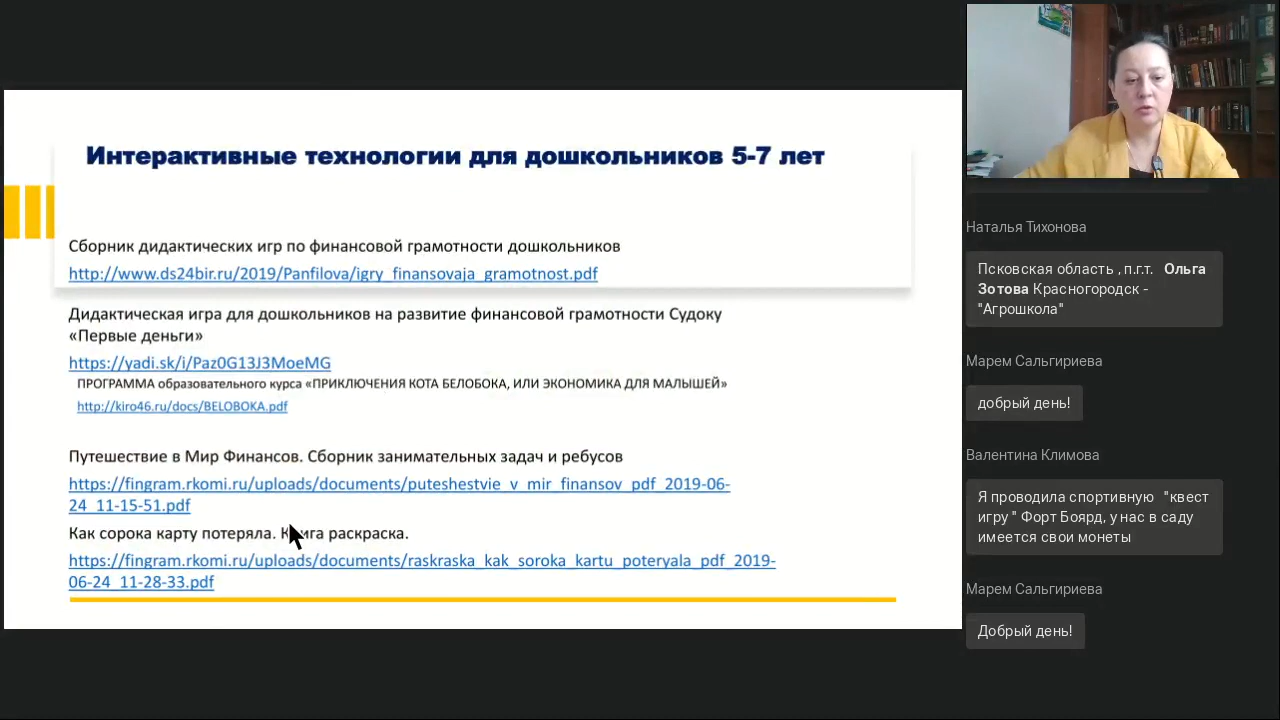 Интерактивные технологии для дошкольников 5-7 лет
Сборник дидактических игр по финансовой грамотности дошкольников
http://www.ds24bir.ru/2019/Panfilova/igry_finansovaja_gramotnost.pdf
Дидактическая игра для дошкольников на развитие финансовой грамотности Судоку
«Первые деньги»
https://yadi.sk/i/Paz0G13J3MoeMG
ПРОГРАММА образовательного курса «ПРИКЛЮЧЕНИЯ КОТА БЕЛОБОКА, ИЛИ ЭКОНОМИКА ДЛЯ МАЛЫШЕЙ»
http://kiro46.ru/docs/BELOBOKA.pdf
Путешествие в Мир Финансов. Сборник занимательных задач и ребусов
https://fingram.rkomi.ru/uploads/documents/puteshestvie_v_mir_finansov_pdf_2019-06-
24_11-15-51.pdf
Как сорока карту потеряла. Книга раскраска.
https://fingram.rkomi.ru/uploads/documents/raskraska_kak_soroka_kartu_poteryala_pdf_2019-
06-24_11-28-33.pdf
Наталья Тихонова
Псковская область , п.г.т. Ольга
Зотова Красногородск -
"Агрошкола"
Марем Сальгириева
добрый день!
Валентина Климова
Я проводила спортивную "квест
игру " Форт Боярд, у нас в саду
имеется свои монеты
Марем Сальгириева
Добрый день!